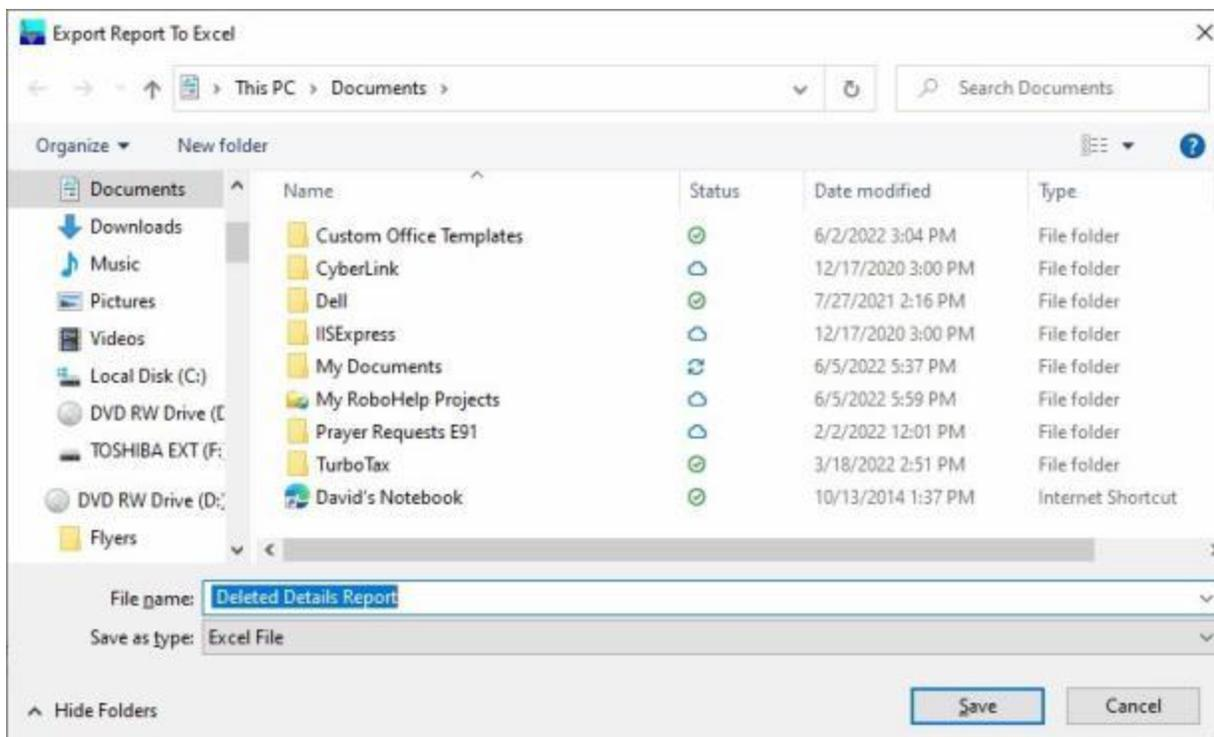 Export Report To Excel
This PC > Documents >
Search Documents
Organize
New folder
Documents
Downloads
Music
Pictures
Videos
Local Disk (C:)
DVD RW Drive (D
TOSHIBA EXT (F:
DVD RW Drive (D:)
Flyers
Name Status Date modified Type
Custom Office Templates 6/2/2022 3:04 PM File folder
CyberLink 12/17/2020 3:00 PM File folder
Dell 7/27/2021 2:16 PM File folder
IISExpress 12/17/2020 3:00 PM File folder
My Documents 6/5/2022 5:37 PM File folder
My RoboHelp Projects 6/5/2022 5:59 PM File folder
Prayer Requests E91 2/2/2022 12:01 PM File folder
TurboTax 3/18/2022 2:51 PM File folder
David's Notebook 10/13/2014 1:37 PM Internet Shortcut
File name: Deleted Details Report
Save as type: Excel File
Hide Folders
Save
Cancel